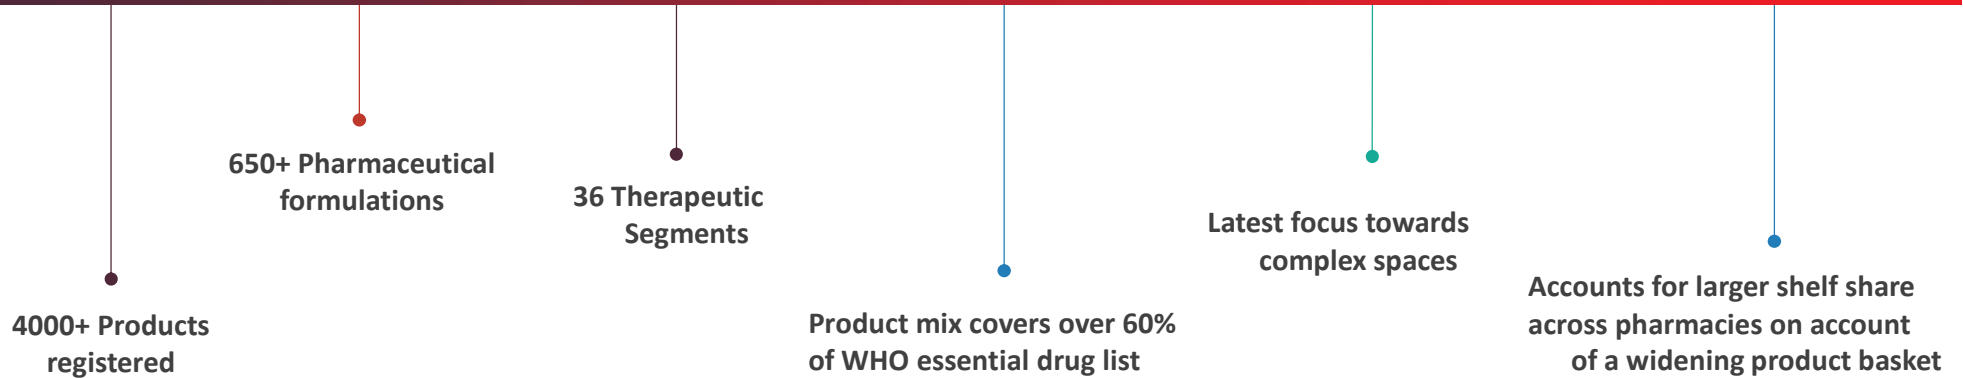 4000+ Products
registered
650+ Pharmaceutical
formulations
36 Therapeutic
Segments
Product mix covers over 60%
of WHO essential drug list
Latest focus towards
complex spaces
Accounts for larger shelf share
across pharmacies on account
of a widening product basket